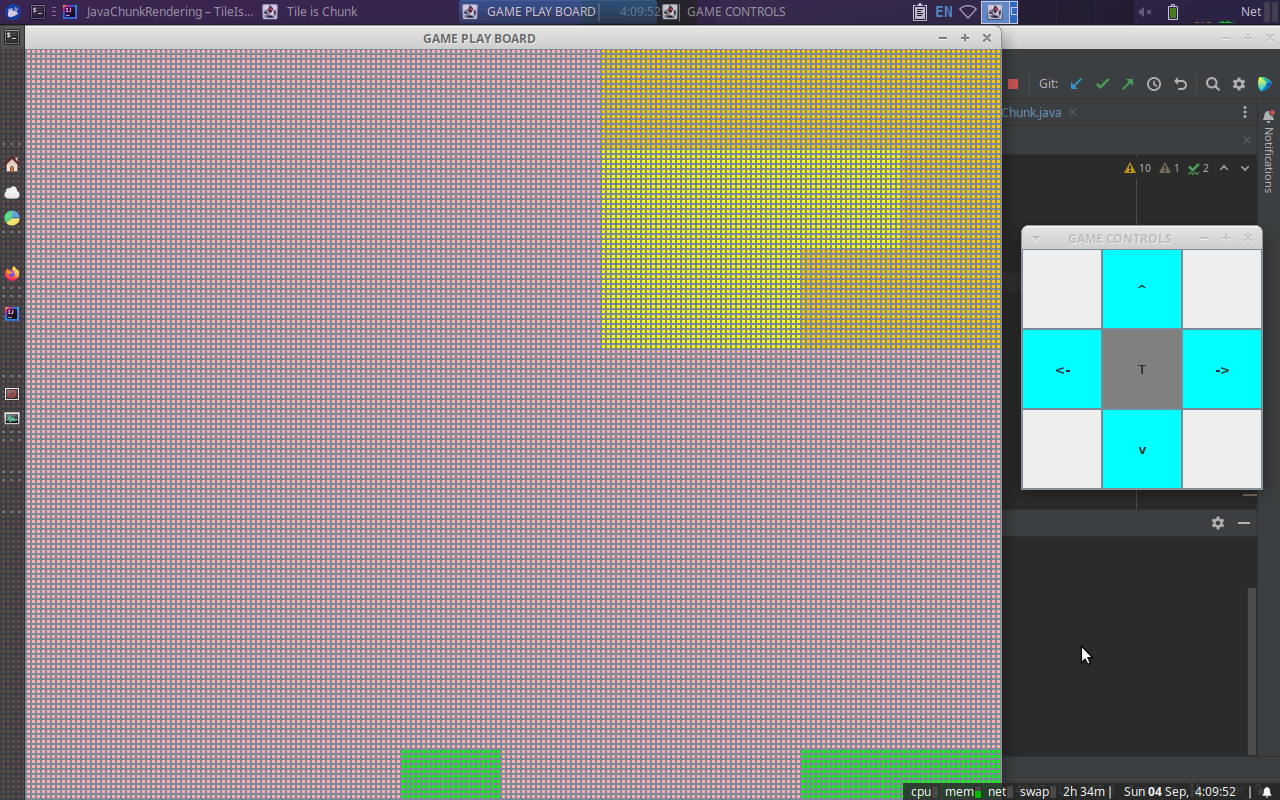 JavaChunkRendering – TileIs...
Tile is Chunk
GAME PLAY BOARD
4:09:52
GAME CONTROLS
EN
Net
GAME PLAY BOARD
Git:
Chunk.java
10
1
2
Notifications
GAME CONTROLS
^
<-
T
->
v
cpu
mem
net
swap
2h 34m
Sun 04 Sep, 4:09:52